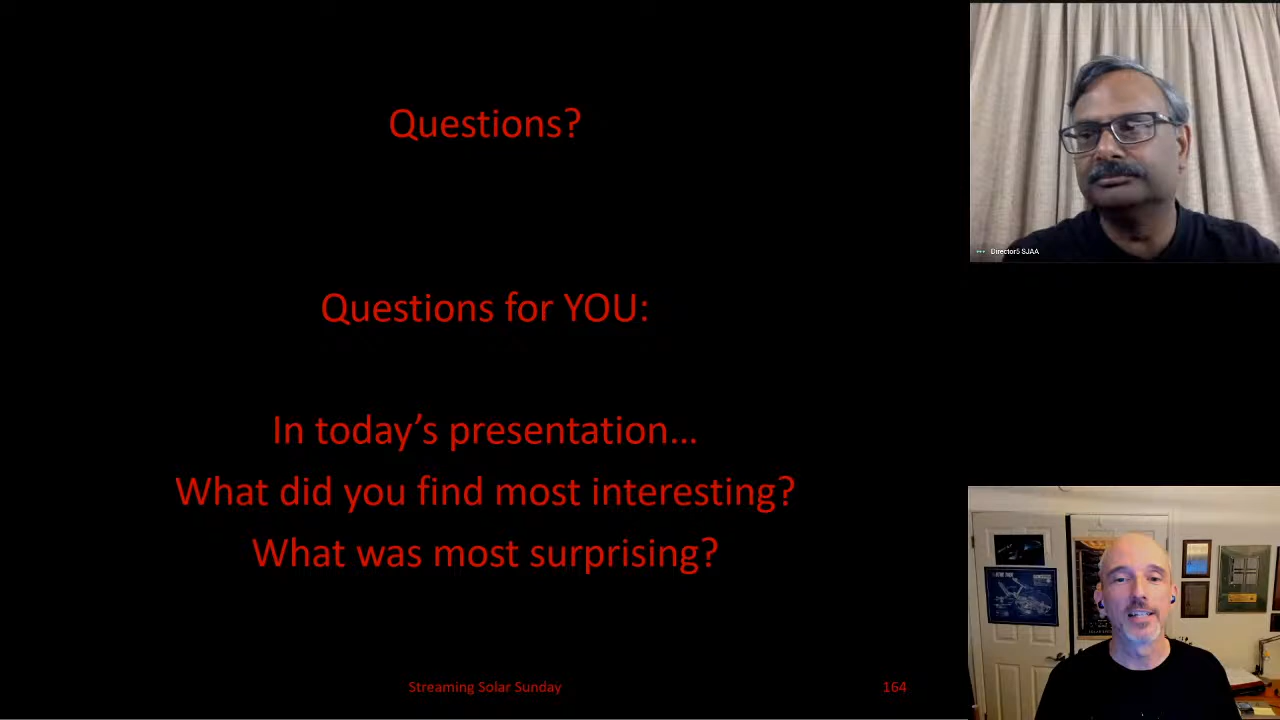 Questions?
Questions for YOU:
In today’s presentation…
What did you find most interesting?
What was most surprising?
Streaming Solar Sunday
164
Director5 SJAA